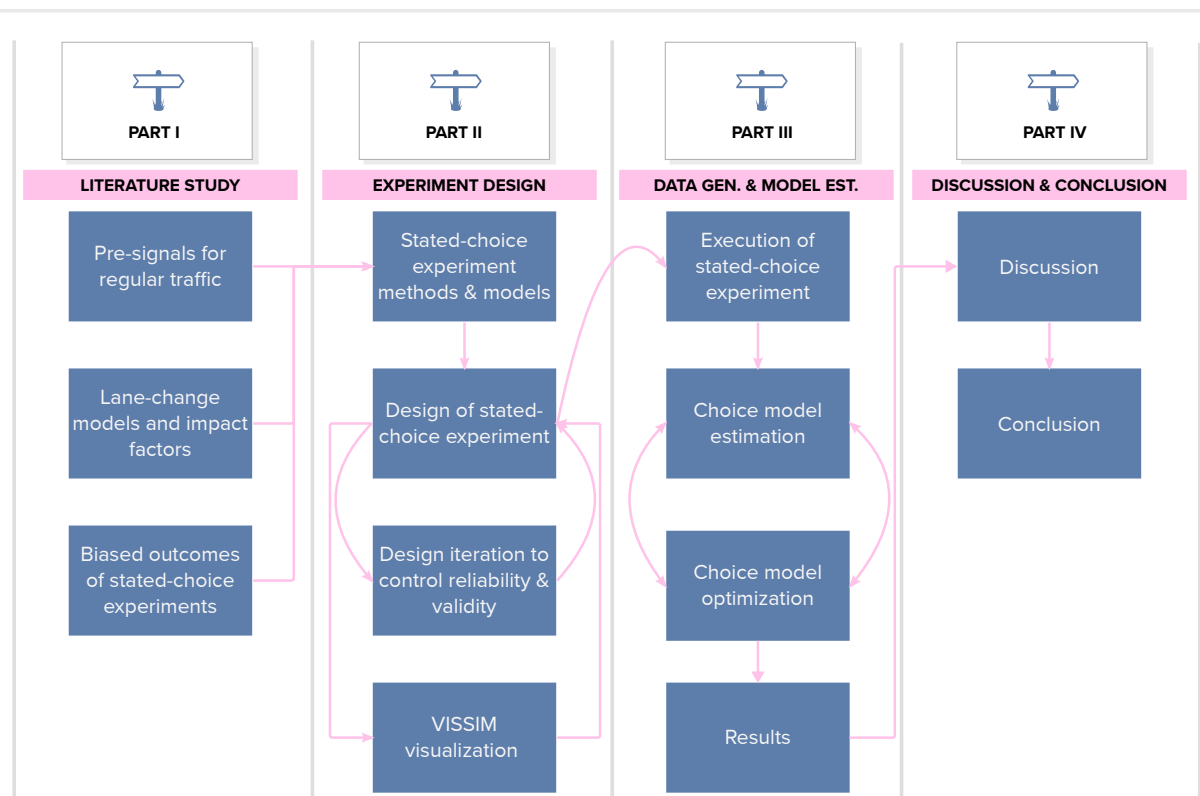 PART I
LITERATURE STUDY
Pre-signals for
regular traffic
Lane-change
models and impact
factors
Biased outcomes
of stated-choice
experiments
PART II
EXPERIMENT DESIGN
Stated-choice
experiment
methods & models
Design of stated-
choice experiment
Design iteration to
control reliability &
validity
VISSIM
visualization
PART III
DATA GEN. & MODEL EST.
Execution of
stated-choice
experiment
Choice model
estimation
Choice model
optimization
Results
PART IV
DISCUSSION & CONCLUSION
Discussion
Conclusion